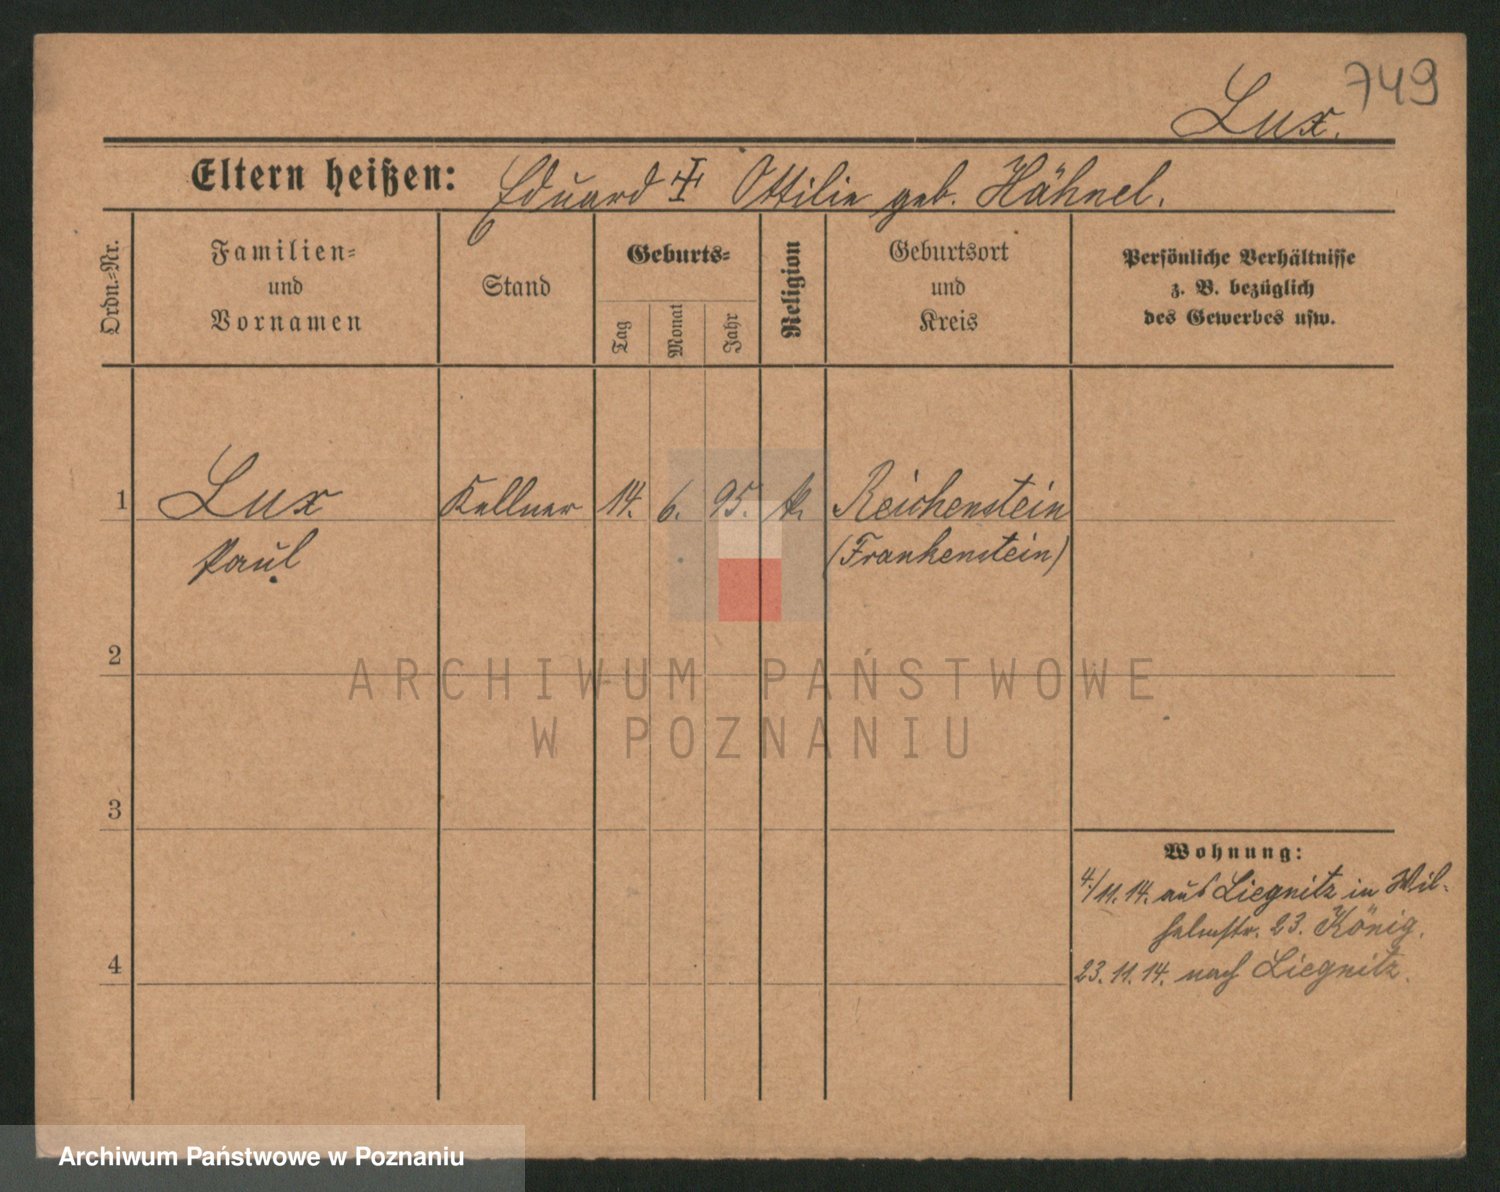 749
Lux.
Eltern heißen: Eduard ☨ Ottilie geb. Hähnel.
Ordn.=Nr.
Familien=
und
Vornamen
Stand
Geburts=
Tag
Monat
Jahr
Religion
Geburtsort
und
Kreis
Persönliche Verhältnisse
z. B. bezüglich
des Gewerbes usw.
1 Lux Kellner 14. 6. 95. k. Reichenstein
Paul (Frankenstein)
2
ARCHIWUM PAŃSTWOWE
W POZNANIU
3
Wohnung:
4./11.14. aus Liegnitz in Wil-
helmstr. 23. König.
4
23.11.14. nach Liegnitz.
Archiwum Państwowe w Poznaniu